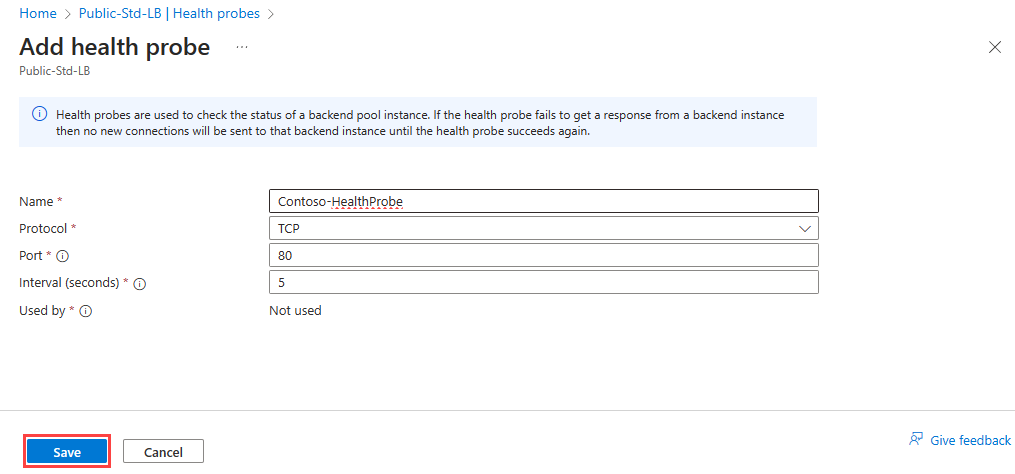 Home > Public-Std-LB | Health probes >
Add health probe ...
Public-Std-LB
Health probes are used to check the status of a backend pool instance. If the health probe fails to get a response from a backend instance
then no new connections will be sent to that backend instance until the health probe succeeds again.
Name * Contoso-HealthProbe
Protocol * TCP
Port * 80
Interval (seconds) * 5
Used by * Not used
Save Cancel Give feedback